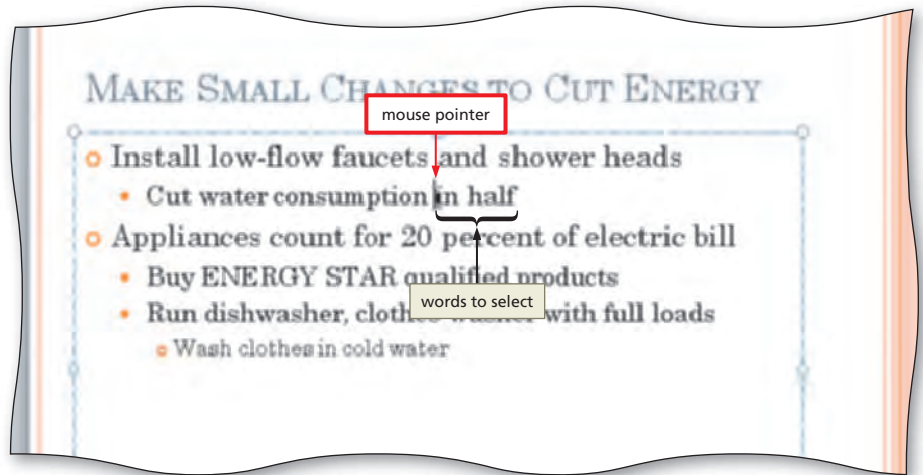 MAKE SMALL CHANGES TO CUT ENERGY
mouse pointer
Install low-flow faucets and shower heads
Cut water consumption in half
Appliances count for 20 percent of electric bill
Buy ENERGY STAR qualified products
words to select
Run dishwasher, clothes washer with full loads
Wash clothes in cold water